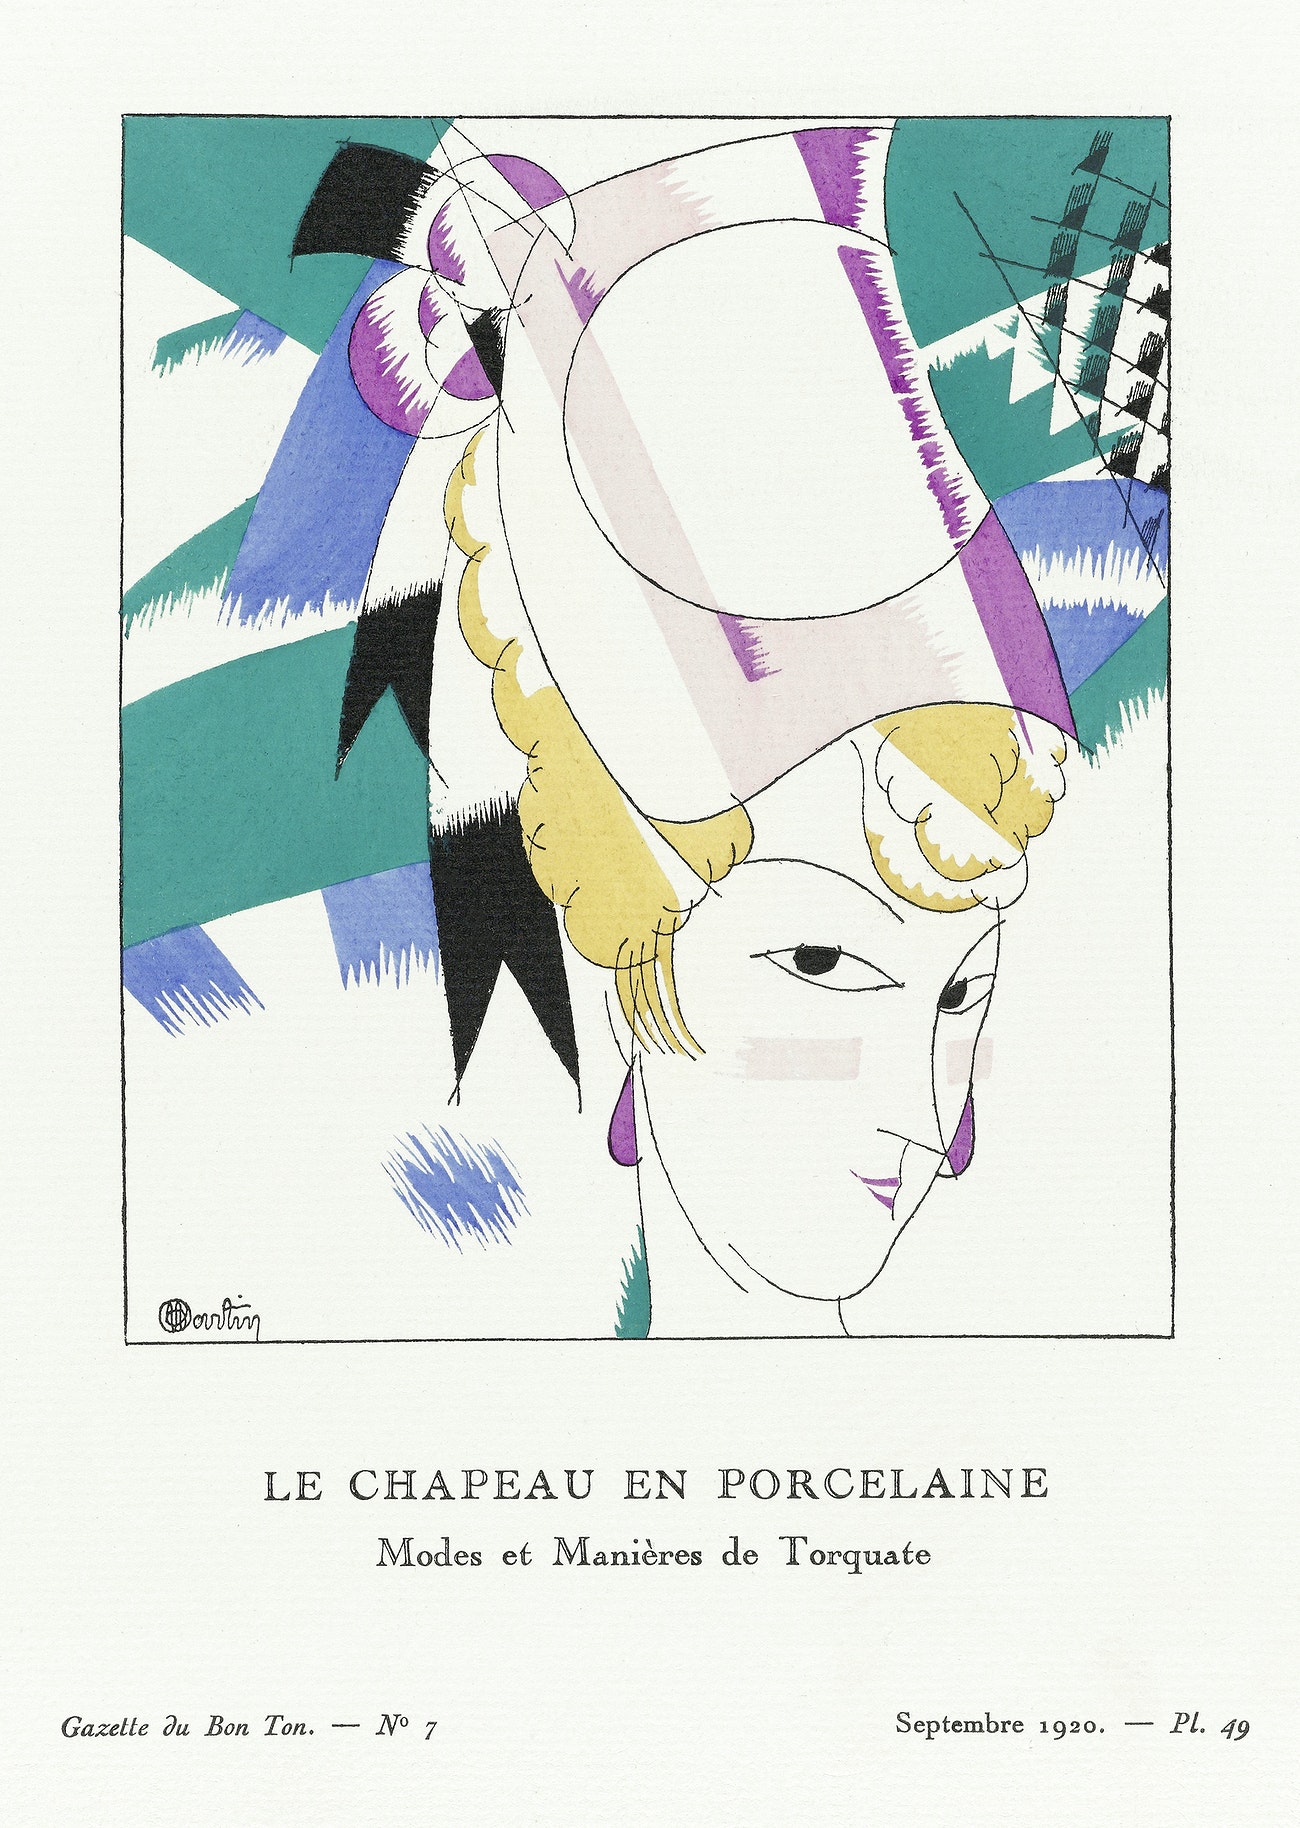 Martin
LE CHAPEAU EN PORCELAINE
Modes et Manières de Torquate
Gazette du Bon Ton. — Nº 7
Septembre 1920. — Pl. 49